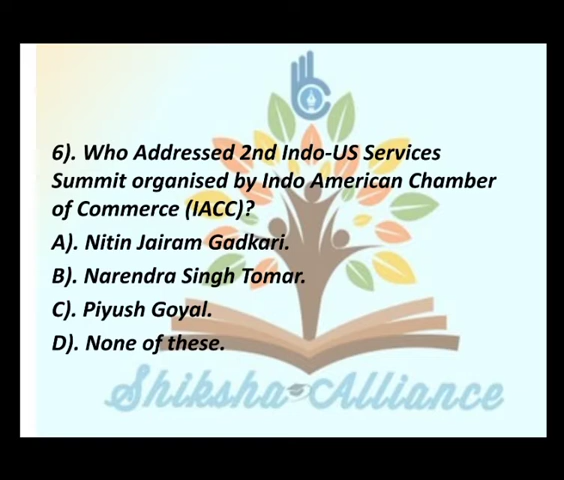 6). Who Addressed 2nd Indo-US Services
Summit organised by Indo American Chamber
of Commerce (IACC)?
A). Nitin Jairam Gadkari.
B). Narendra Singh Tomar.
C). Piyush Goyal.
D). None of these.
Shiksha Alliance